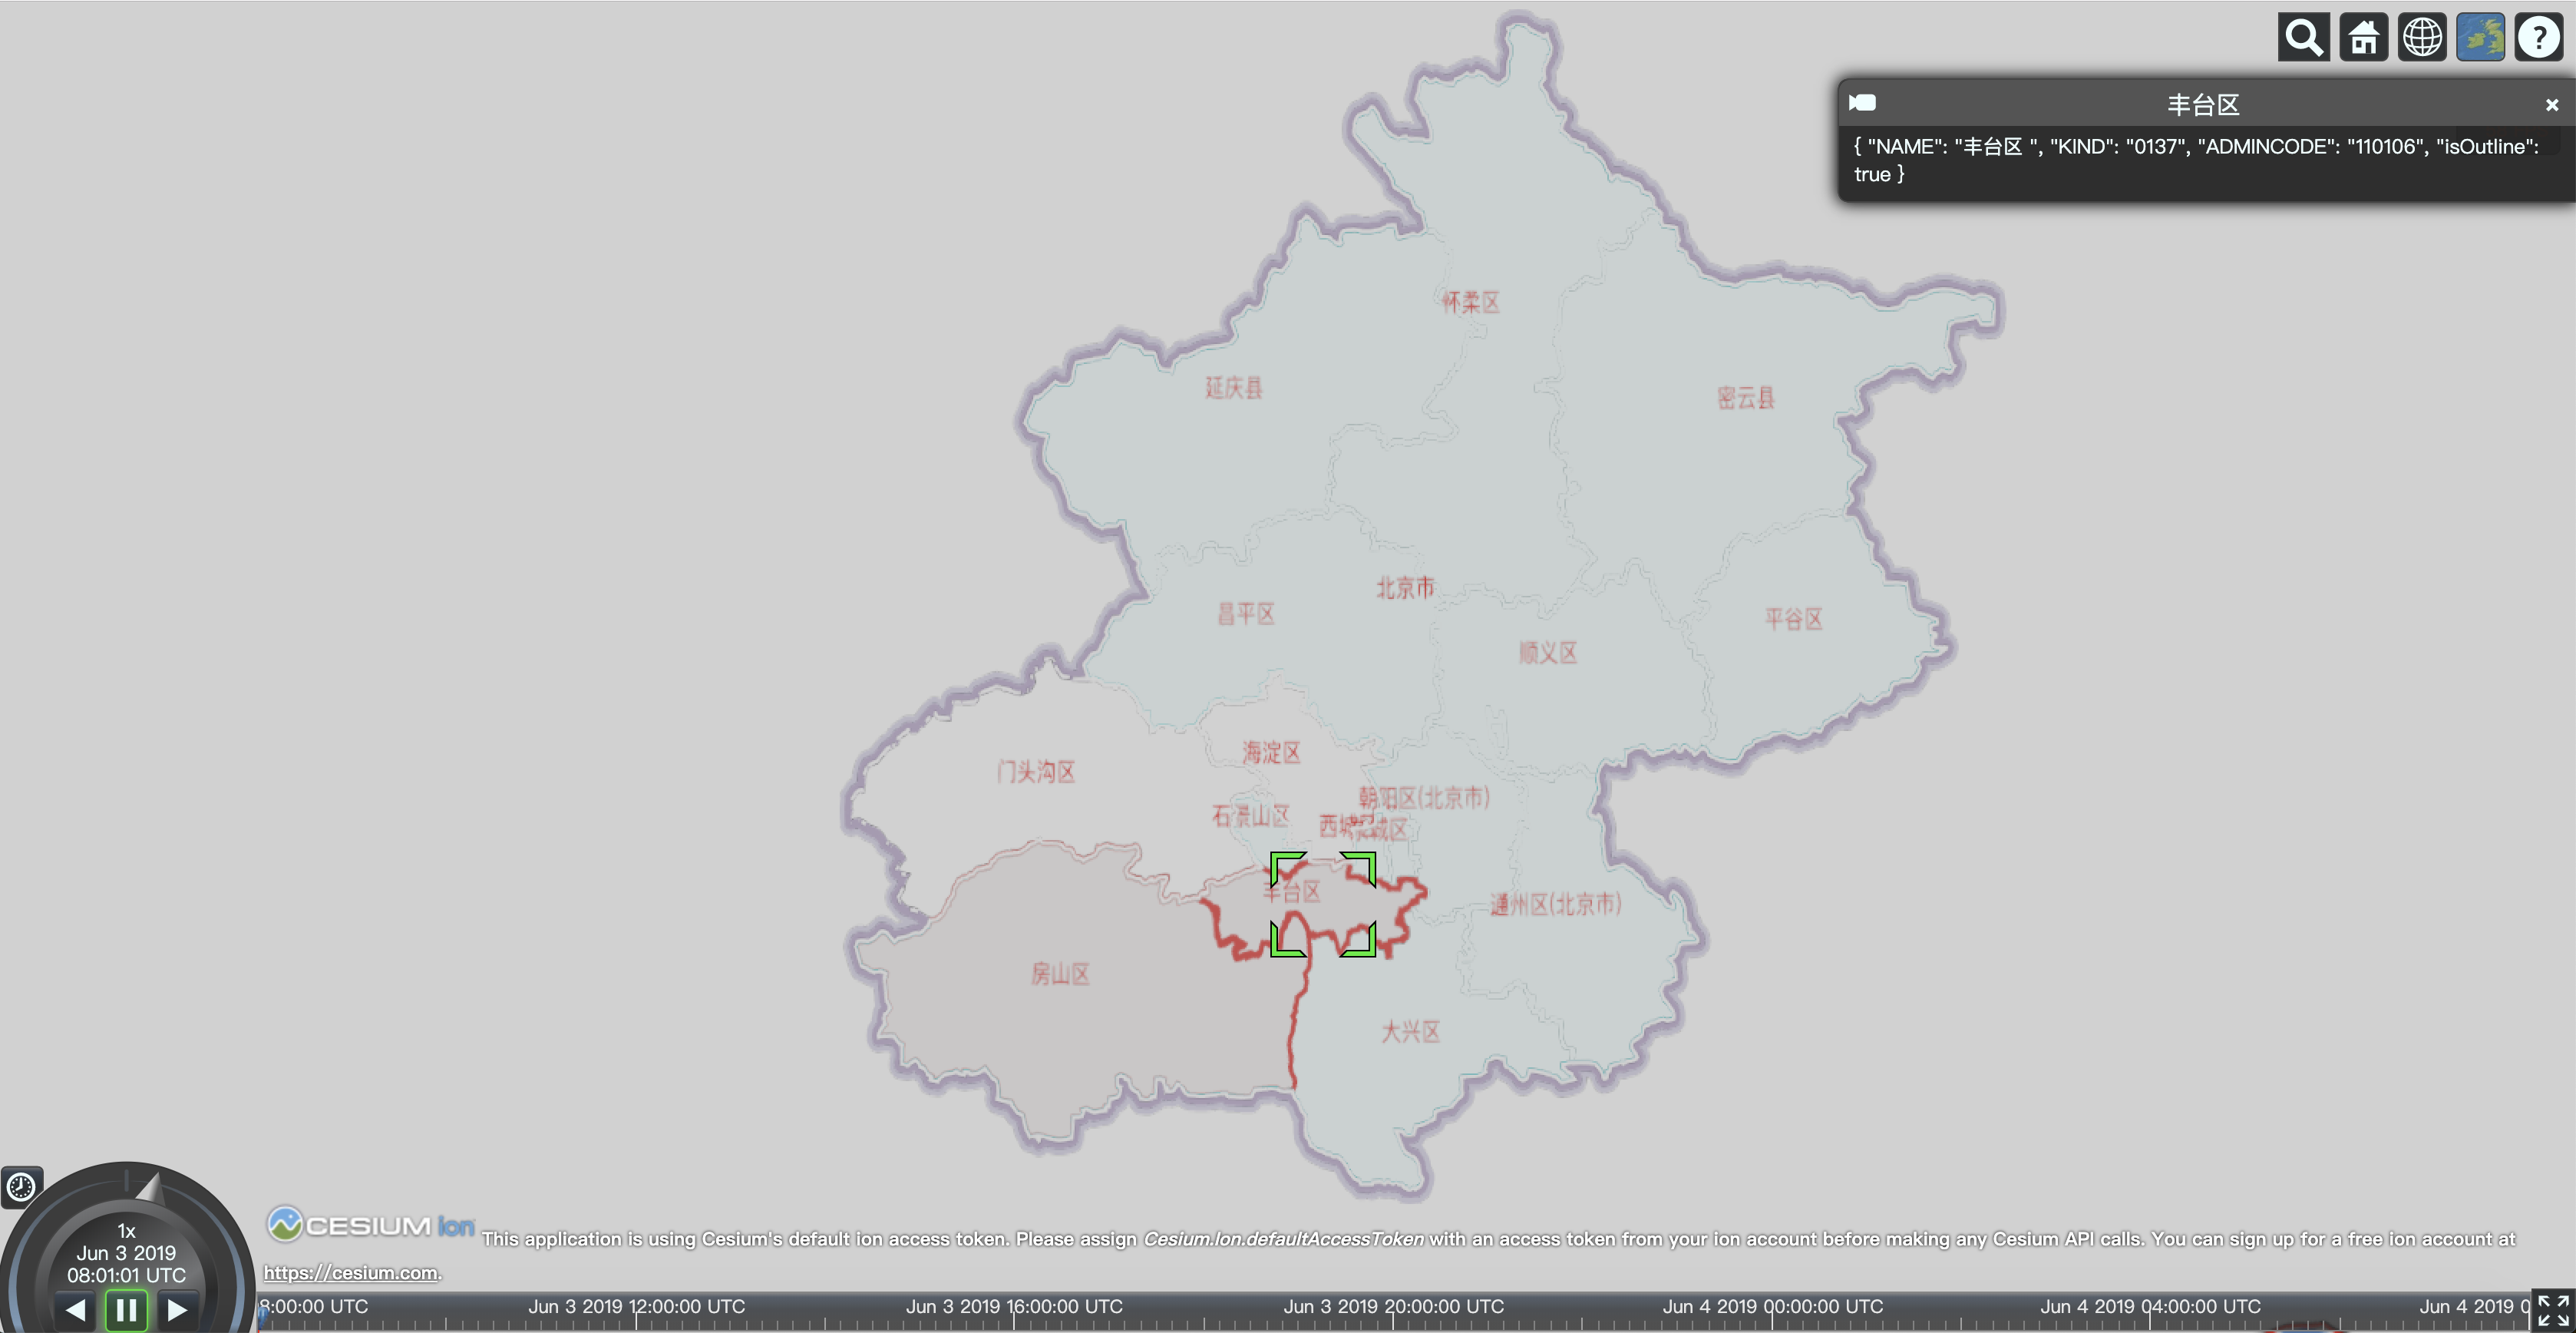 丰台区
{ "NAME": "丰台区 ", "KIND": "0137", "ADMINCODE": "110106", "isOutline":
true }
怀柔区
延庆县
密云县
北京市
昌平区
平谷区
顺义区
海淀区
门头沟区
朝阳区(北京市)
石景山区
西城
城区
丰台区
通州区(北京市)
房山区
大兴区
1x
Jun 3 2019
08:01:01 UTC
CESIUM ion This application is using Cesium's default ion access token. Please assign Cesium.Ion.defaultAccessToken with an access token from your ion account before making any Cesium API calls. You can sign up for a free ion account at
https://cesium.com.
8:00:00 UTC Jun 3 2019 12:00:00 UTC Jun 3 2019 16:00:00 UTC Jun 3 2019 20:00:00 UTC Jun 4 2019 00:00:00 UTC Jun 4 2019 04:00:00 UTC Jun 4 2019 0